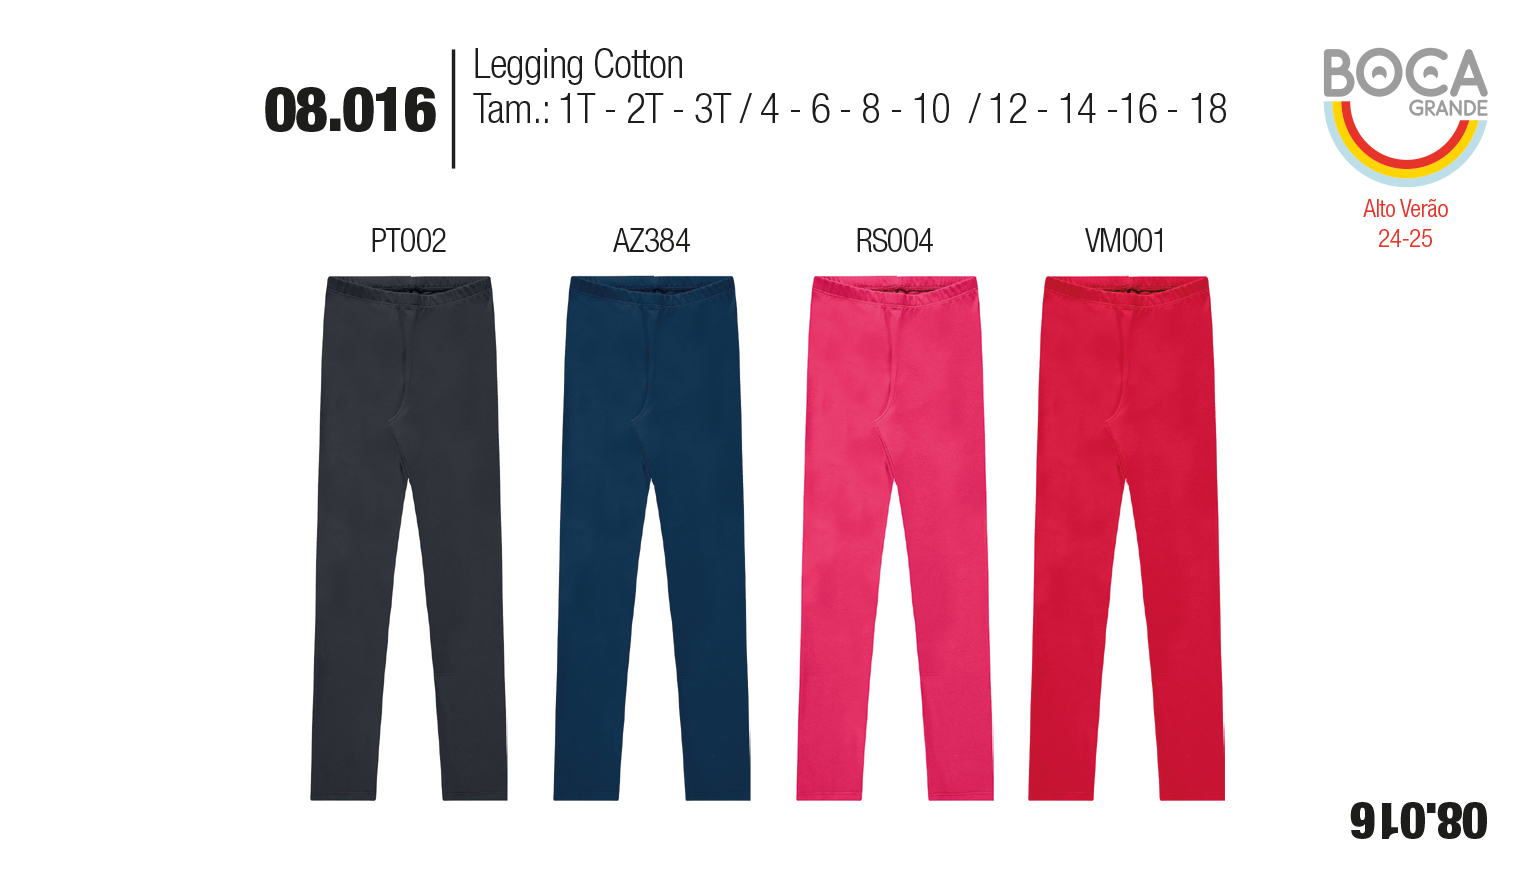 08.016
Legging Cotton
Tam.: 1T - 2T - 3T / 4 - 6 - 8 - 10 / 12 - 14 -16 - 18
BOCA
GRANDE
Alto Verão
24-25
PT002
AZ384
RS004
VM001
08.016